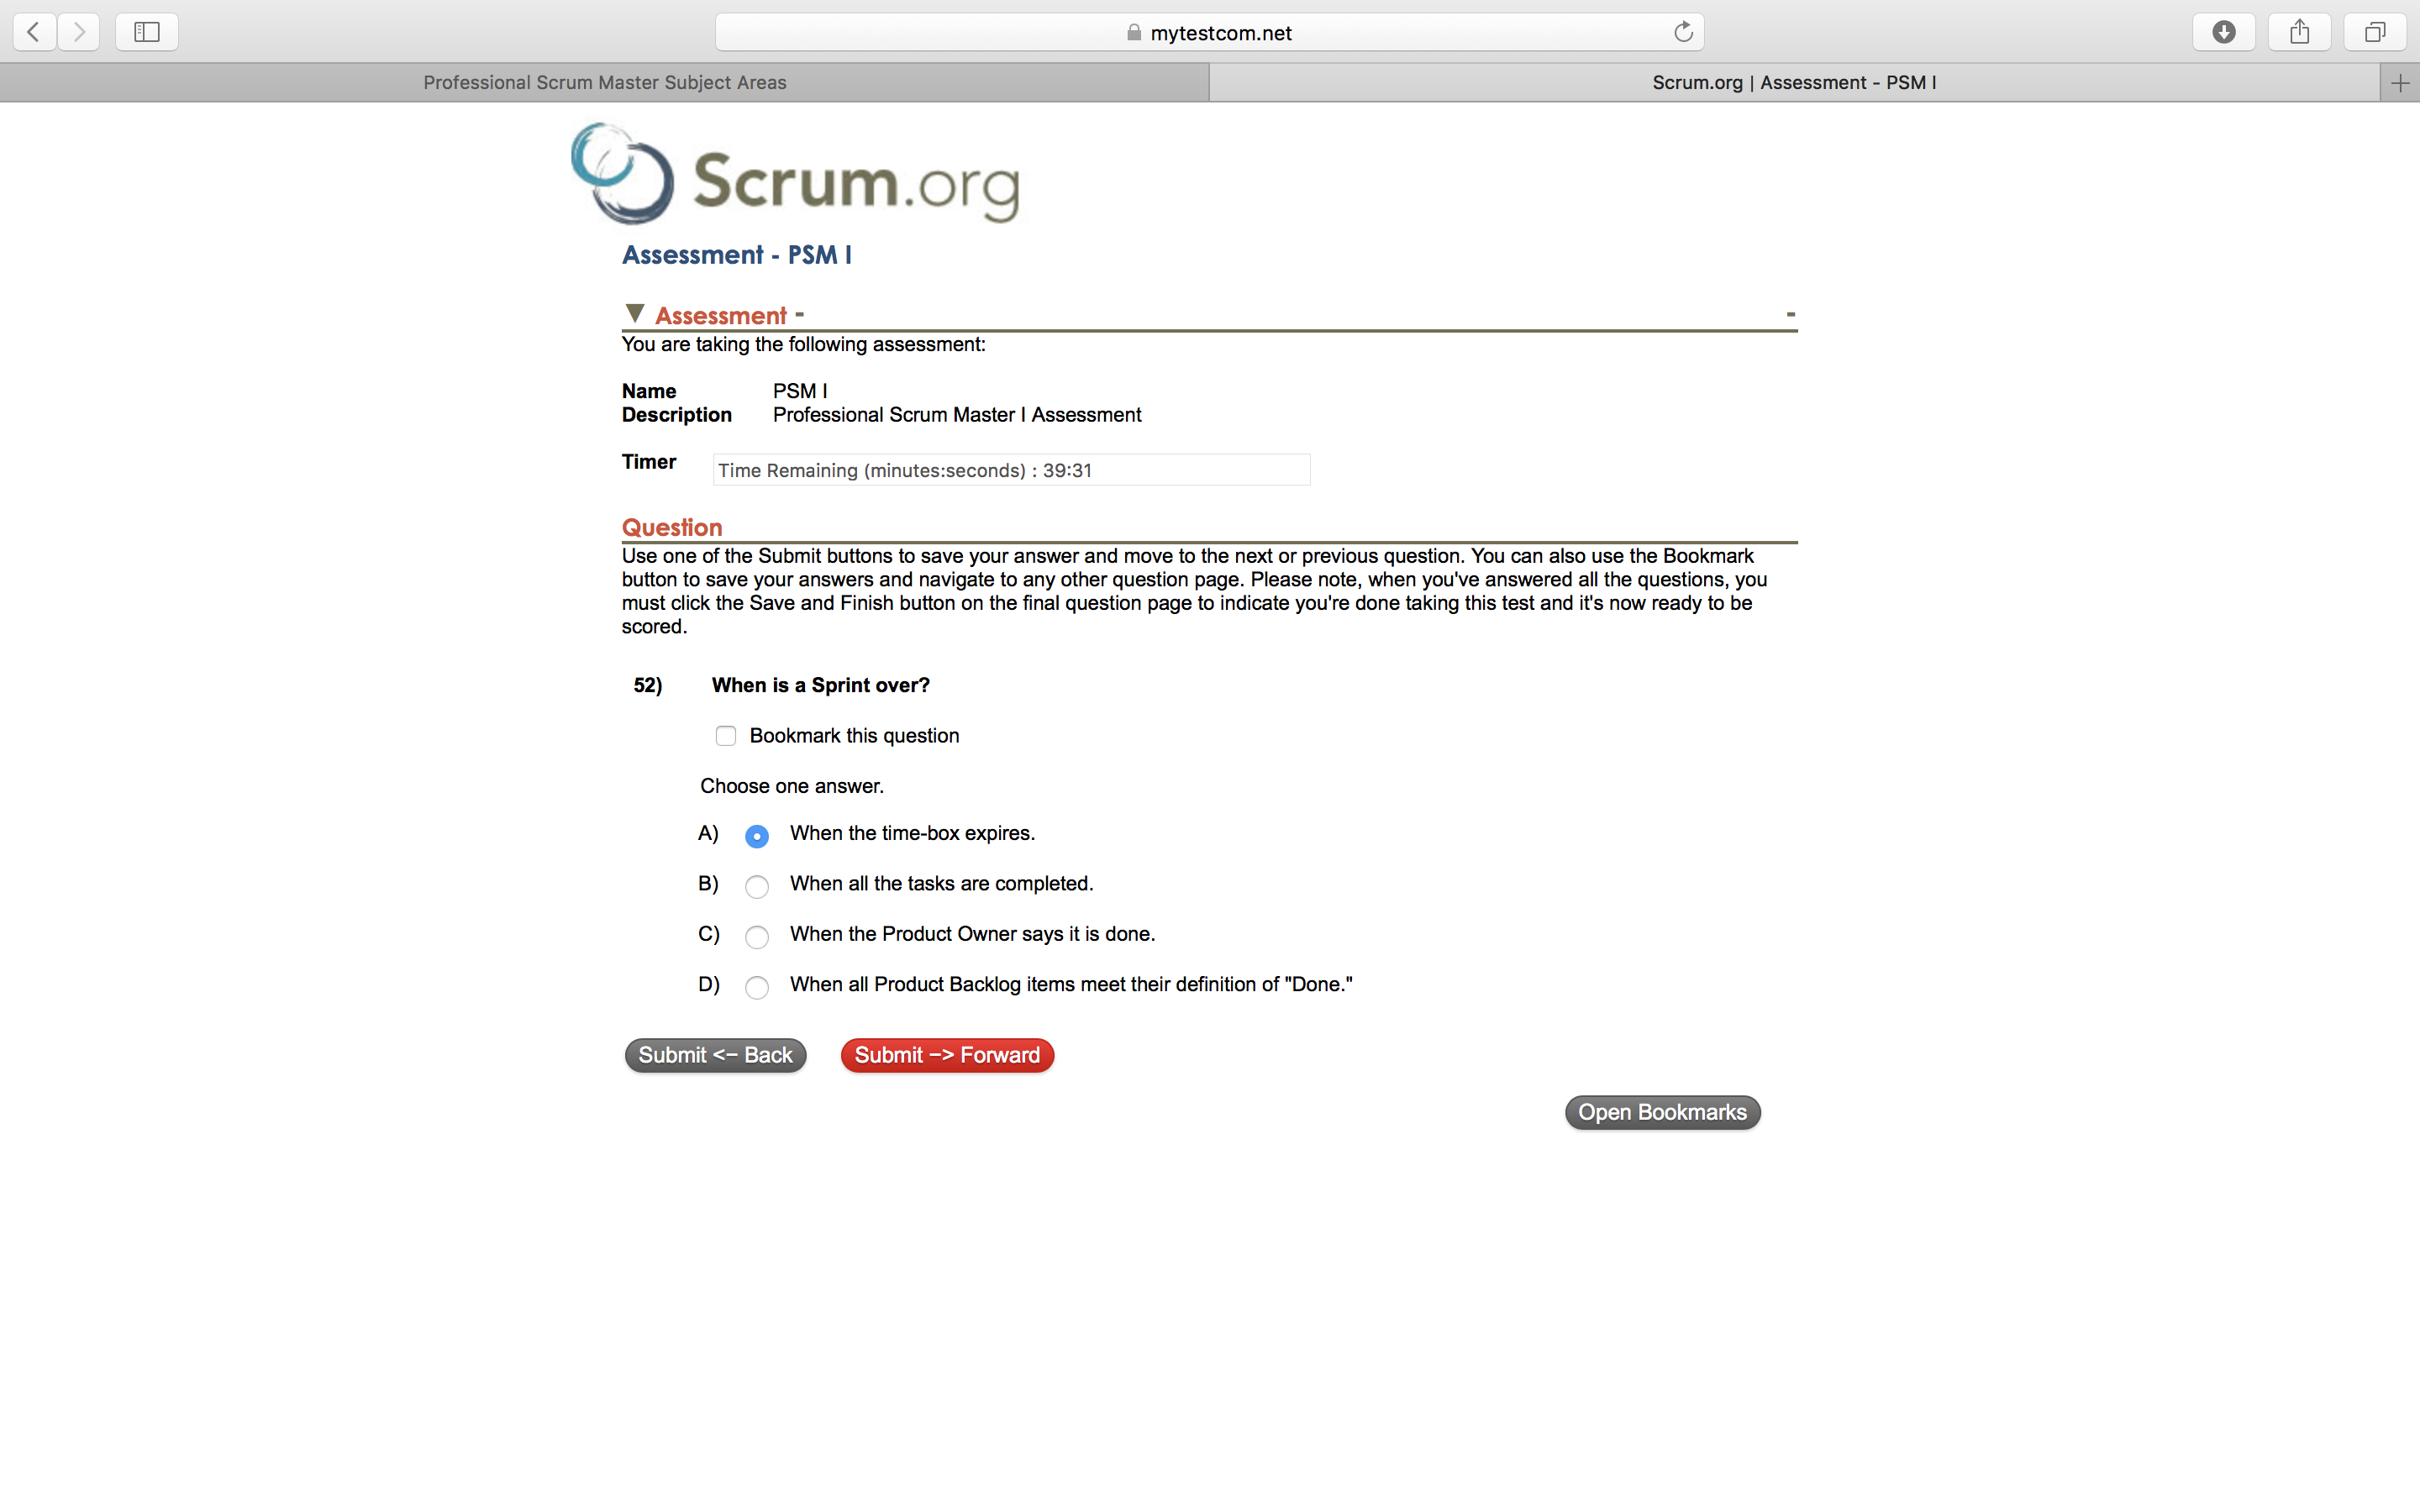 mytestcom.net
Professional Scrum Master Subject Areas
Scrum.org | Assessment - PSM I
Scrum.org
Assessment - PSM I
▼ Assessment -
-
You are taking the following assessment:
Name PSM I
Description Professional Scrum Master I Assessment
Timer Time Remaining (minutes:seconds) : 39:31
Question
Use one of the Submit buttons to save your answer and move to the next or previous question. You can also use the Bookmark
button to save your answers and navigate to any other question page. Please note, when you've answered all the questions, you
must click the Save and Finish button on the final question page to indicate you're done taking this test and it's now ready to be
scored.
52) When is a Sprint over?
Bookmark this question
Choose one answer.
A) When the time-box expires.
B) When all the tasks are completed.
C) When the Product Owner says it is done.
D) When all Product Backlog items meet their definition of "Done."
Submit <− Back Submit −> Forward
Open Bookmarks